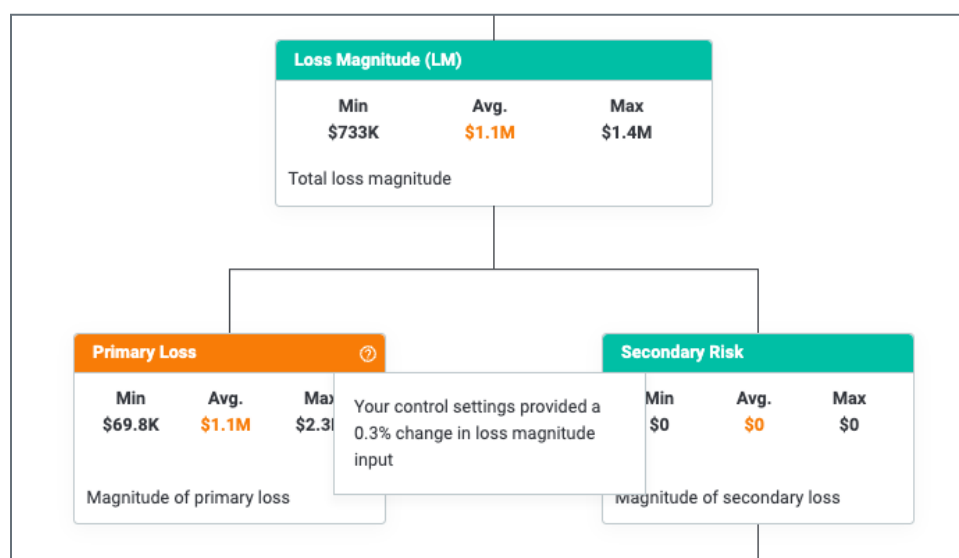 Loss Magnitude (LM)
Min Avg. Max
$733K $1.1M $1.4M
Total loss magnitude
Primary Loss
Min Avg.
$69.8K $1.1M
Magnitude of primary loss
Your control settings provided a
0.3% change in loss magnitude
input
Secondary Risk
Min Avg. Max
$0 $0 $0
Magnitude of secondary loss